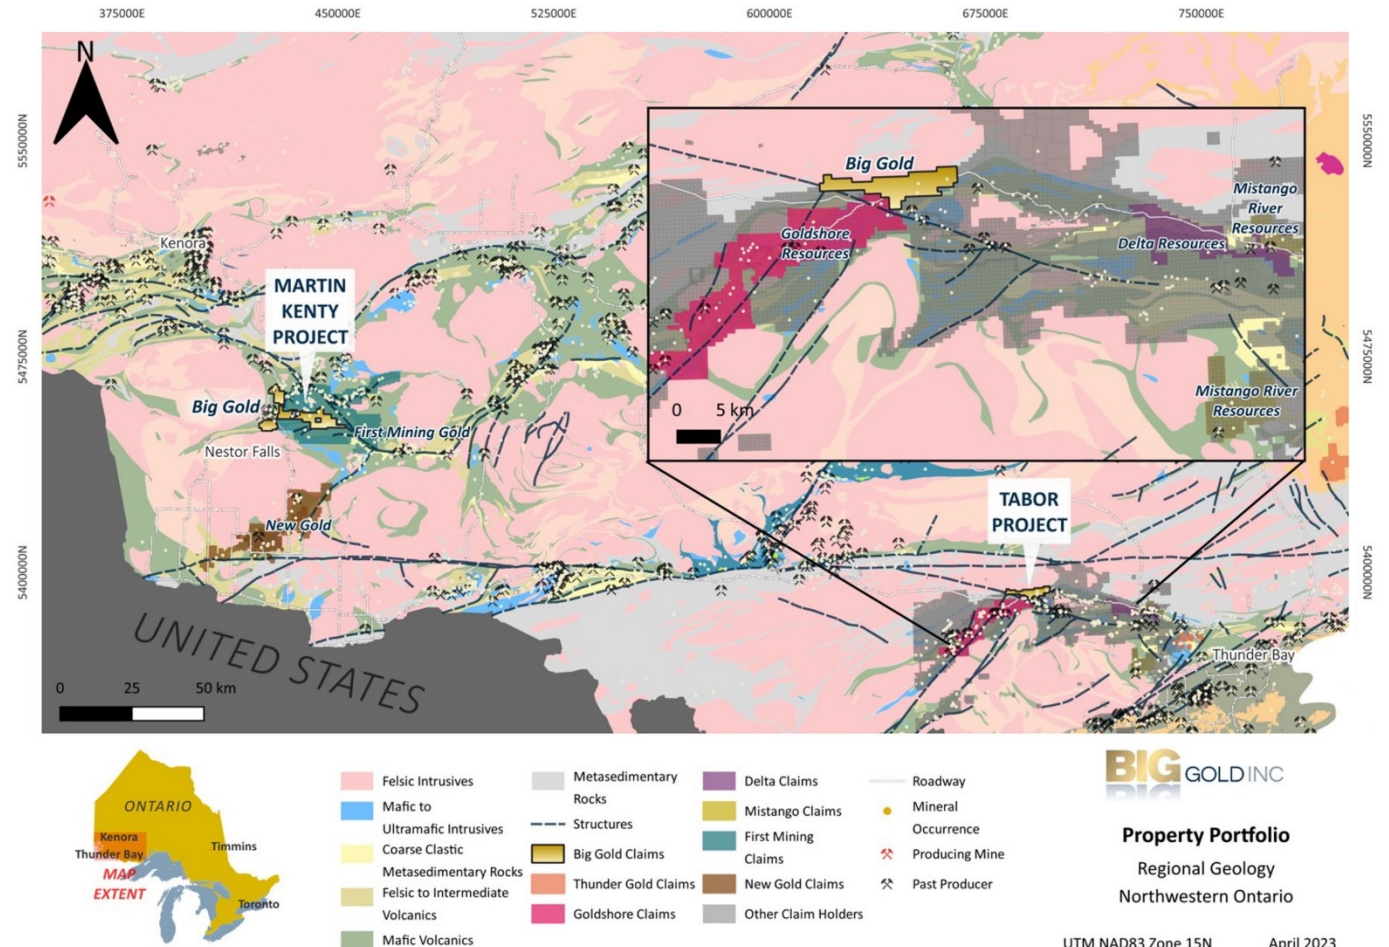 375000E 450000E 525000E 600000E 675000E 750000E
N
5550000N
5550000N
5475000N
5475000N
5400000N
5400000N
Kenora
MARTIN
KENTY
PROJECT
Big Gold
First Mining Gold
Nestor Falls
New Gold
UNITED STATES
0 25 50 km
Big Gold
Goldshore
Resources
Delta Resources
Mistango
River
Resources
Mistango River
Resources
0 5 km
TABOR
PROJECT
Thunder Bay
ONTARIO
Kenora
Thunder Bay
Timmins
MAP
EXTENT
Toronto
Felsic Intrusives
Mafic to
Ultramafic Intrusives
Coarse Clastic
Metasedimentary Rocks
Felsic to Intermediate
Volcanics
Mafic Volcanics
Metasedimentary
Rocks
Structures
Big Gold Claims
Thunder Gold Claims
Goldshore Claims
Delta Claims
Mistango Claims
First Mining
Claims
New Gold Claims
Other Claim Holders
Roadway
Mineral
Occurrence
Producing Mine
Past Producer
BIG GOLD INC
Property Portfolio
Regional Geology
Northwestern Ontario
UTM NAD83 Zone 15N April 2023